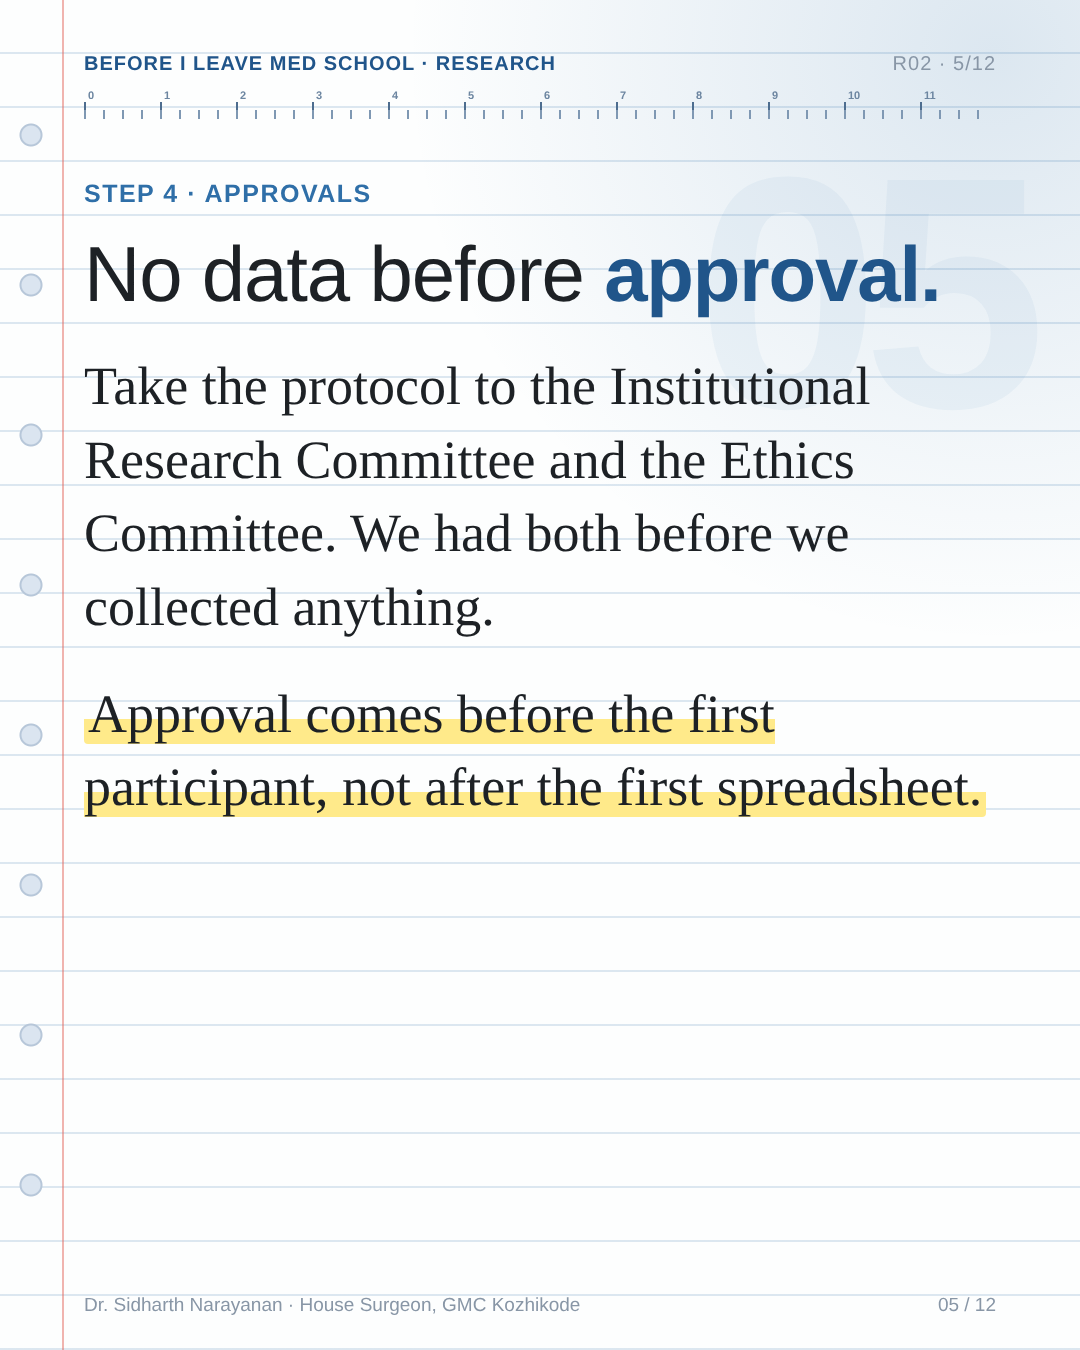 BEFORE I LEAVE MED SCHOOL · RESEARCH
R02 · 5/12
0 1 2 3 4 5 6 7 8 9 10 11
STEP 4 · APPROVALS
05
No data before approval.
Take the protocol to the Institutional
Research Committee and the Ethics
Committee. We had both before we
collected anything.
Approval comes before the first
participant, not after the first spreadsheet.
Dr. Sidharth Narayanan · House Surgeon, GMC Kozhikode
05 / 12